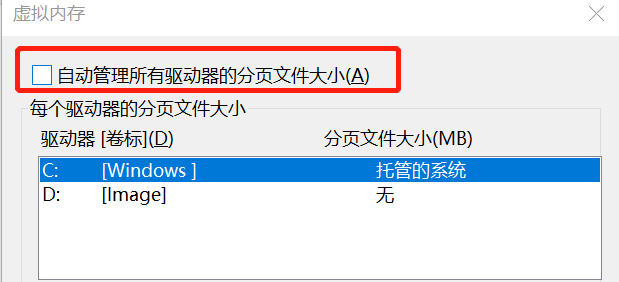 虚拟内存
自动管理所有驱动器的分页文件大小(A)
每个驱动器的分页文件大小
驱动器 [卷标](D) 分页文件大小(MB)
C: [Windows ] 托管的系统
D: [Image] 无